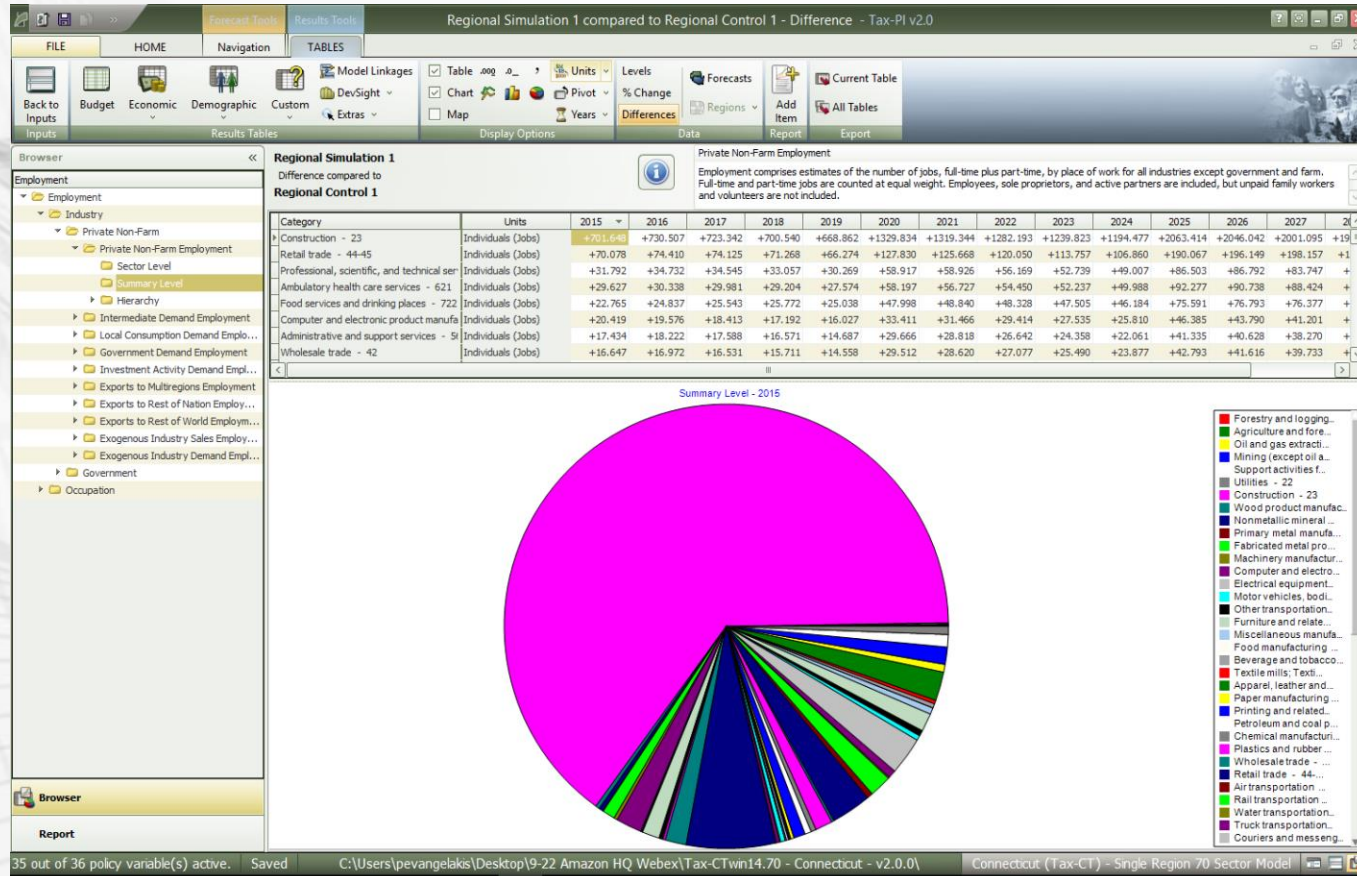 Forecast Tools
Results Tools
Regional Simulation 1 compared to Regional Control 1 - Difference - Tax-PI v2.0
FILE
HOME
Navigation
TABLES
Back to Inputs
Budget
Economic
Demographic
Custom
Model Linkages
DevSight
Extras
Table
Chart
Map
Units
Pivot
Years
Levels
% Change
Differences
Forecasts
Regions
Add Item
Current Table
All Tables
Inputs
Results Tables
Display Options
Data
Report
Export
Browser
Employment
Employment
Industry
Private Non-Farm
Private Non-Farm Employment
Sector Level
Summary Level
Hierarchy
Intermediate Demand Employment
Local Consumption Demand Emplo...
Government Demand Employment
Investment Activity Demand Empl...
Exports to Multiregions Employment
Exports to Rest of Nation Employ...
Exports to Rest of World Employm...
Exogenous Industry Sales Employ...
Exogenous Industry Demand Empl...
Government
Occupation
Browser
Report
Regional Simulation 1
Difference compared to
Regional Control 1
Private Non-Farm Employment
Employment comprises estimates of the number of jobs, full-time plus part-time, by place of work for all industries except government and farm.
Full-time and part-time jobs are counted at equal weight. Employees, sole proprietors, and active partners are included, but unpaid family workers
and volunteers are not included.
Category Units 2015 2016 2017 2018 2019 2020 2021 2022 2023 2024 2025 2026 2027
Construction - 23 Individuals (Jobs) +701.648 +730.507 +723.342 +700.540 +668.862 +1329.834 +1319.344 +1282.193 +1239.823 +1194.477 +2063.414 +2046.042 +2001.095 +19
Retail trade - 44-45 Individuals (Jobs) +70.078 +74.410 +74.125 +71.268 +66.274 +127.830 +125.668 +120.050 +113.757 +106.860 +190.067 +196.149 +198.157 +1
Professional, scientific, and technical ser Individuals (Jobs) +31.792 +34.732 +34.545 +33.057 +30.269 +58.917 +58.926 +56.169 +52.739 +49.007 +86.503 +86.792 +83.747 +
Ambulatory health care services - 621 Individuals (Jobs) +29.627 +30.338 +29.981 +29.204 +27.574 +58.197 +56.727 +54.450 +52.237 +49.988 +92.277 +90.738 +88.424 +
Food services and drinking places - 722 Individuals (Jobs) +22.765 +24.837 +25.543 +25.772 +25.038 +47.998 +48.840 +48.328 +47.505 +46.184 +75.591 +76.793 +76.377 +
Computer and electronic product manufa Individuals (Jobs) +20.419 +19.576 +18.413 +17.192 +16.027 +33.411 +31.466 +29.414 +27.535 +25.810 +46.385 +43.790 +41.201 +
Administrative and support services - 56 Individuals (Jobs) +17.434 +18.222 +17.588 +16.571 +14.687 +29.666 +28.818 +26.642 +24.358 +22.061 +41.335 +40.628 +38.270 +
Wholesale trade - 42 Individuals (Jobs) +16.647 +16.972 +16.531 +15.711 +14.558 +29.512 +28.620 +27.077 +25.490 +23.877 +42.793 +41.616 +39.733 +
Summary Level - 2015
Forestry and logging...
Agriculture and fore...
Oil and gas extracti...
Mining (except oil a...
Support activities f...
Utilities - 22
Construction - 23
Wood product manufac...
Nonmetallic mineral ...
Primary metal manufa...
Fabricated metal pro...
Machinery manufactur...
Computer and electro...
Electrical equipment...
Motor vehicles, bodi...
Other transportation...
Furniture and relate...
Miscellaneous manufa...
Food manufacturing ...
Beverage and tobacco...
Textile mills; Texti...
Apparel, leather and...
Paper manufacturing ...
Printing and related...
Petroleum and coal p...
Chemical manufacturi...
Plastics and rubber ...
Wholesale trade - ...
Retail trade - 44-...
Air transportation ...
Rail transportation ...
Water transportation...
Truck transportation...
Couriers and messeng...
35 out of 36 policy variable(s) active.
Saved
C:\Users\pevangelakis\Desktop\9-22 Amazon HQ Webex\Tax-CTwin14.70 - Connecticut - v2.0.0\
Connecticut (Tax-CT) - Single Region 70 Sector Model